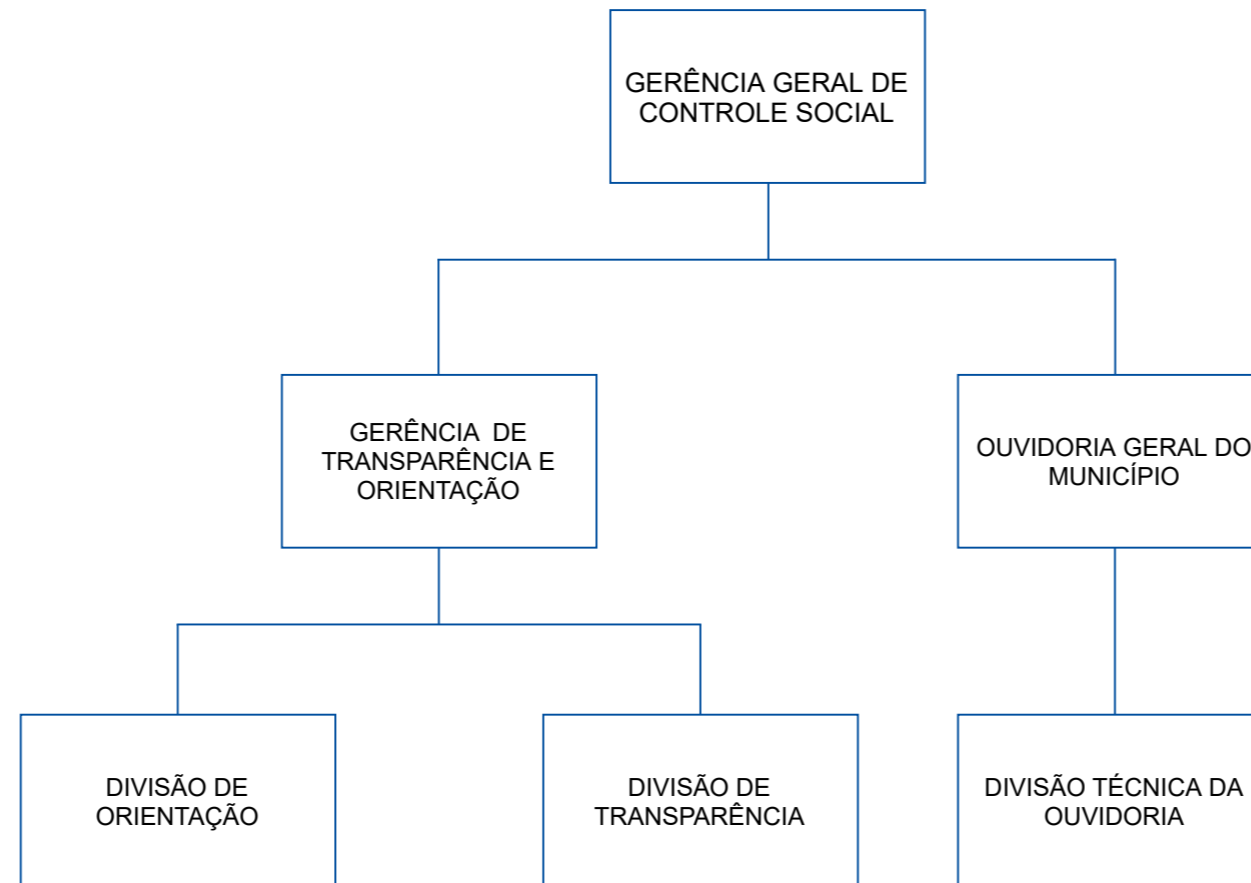 GERÊNCIA GERAL DE
CONTROLE SOCIAL
GERÊNCIA  DE
TRANSPARÊNCIA E
ORIENTAÇÃO
OUVIDORIA GERAL DO
MUNICÍPIO
DIVISÃO DE
ORIENTAÇÃO
DIVISÃO DE
TRANSPARÊNCIA
DIVISÃO TÉCNICA DA
OUVIDORIA